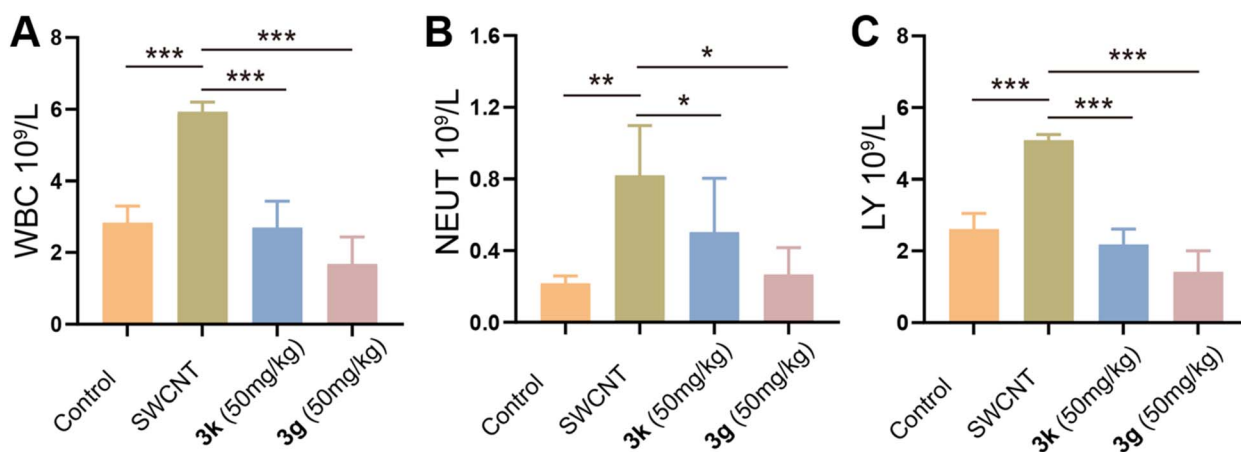 A
WBC 10⁹/L
8
6
4
2
0
***
***
***
Control
SWCNT
3k (50mg/kg)
3g (50mg/kg)
B
NEUT 10⁹/L
1.6
1.2
0.8
0.4
0.0
*
**
*
Control
SWCNT
3k (50mg/kg)
3g (50mg/kg)
C
LY 10⁹/L
8
6
4
2
0
***
***
***
Control
SWCNT
3k (50mg/kg)
3g (50mg/kg)